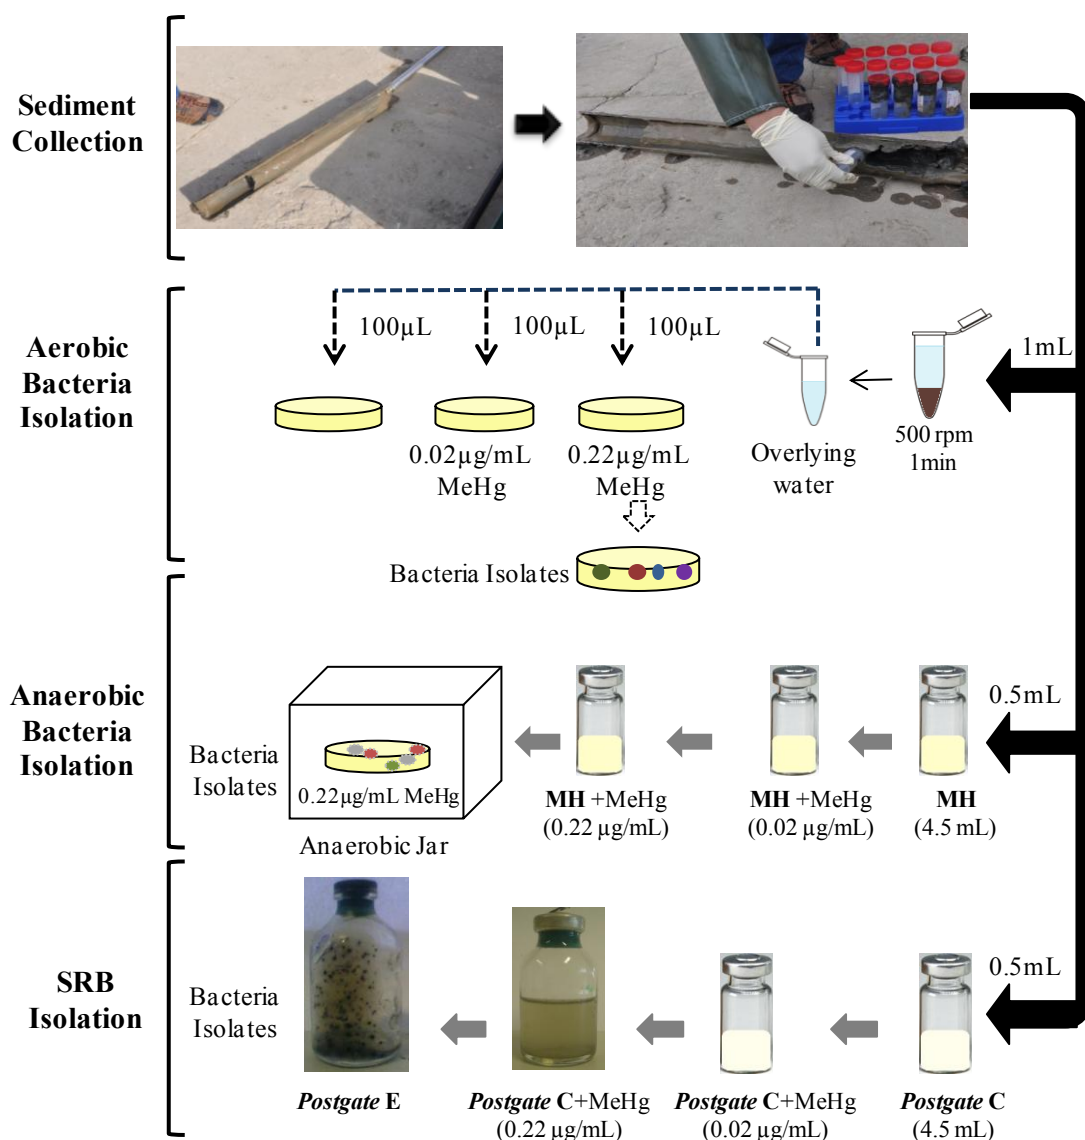 Sediment
Collection
Aerobic
Bacteria
Isolation
100µL
100µL
100µL
1mL
0.02µg/mL
MeHg
0.22µg/mL
MeHg
Overlying
water
500 rpm
1min
Bacteria Isolates
Anaerobic
Bacteria
Isolation
Bacteria
Isolates
0.22µg/mL MeHg
Anaerobic Jar
MH +MeHg
(0.22 µg/mL)
MH +MeHg
(0.02 µg/mL)
MH
(4.5 mL)
0.5mL
SRB
Isolation
Bacteria
Isolates
0.5mL
Postgate E
Postgate C+MeHg
(0.22 µg/mL)
Postgate C+MeHg
(0.02 µg/mL)
Postgate C
(4.5 mL)